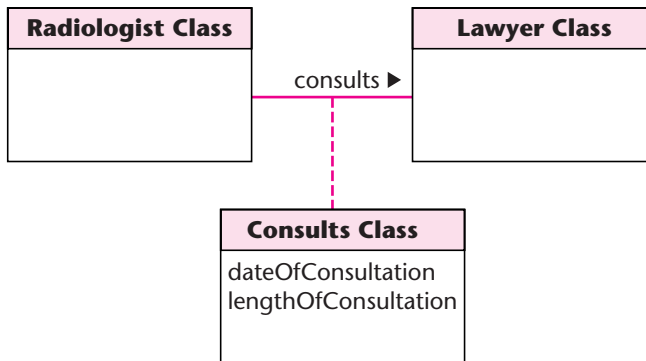 Radiologist Class
Lawyer Class
consults ▶
Consults Class
dateOfConsultation
lengthOfConsultation